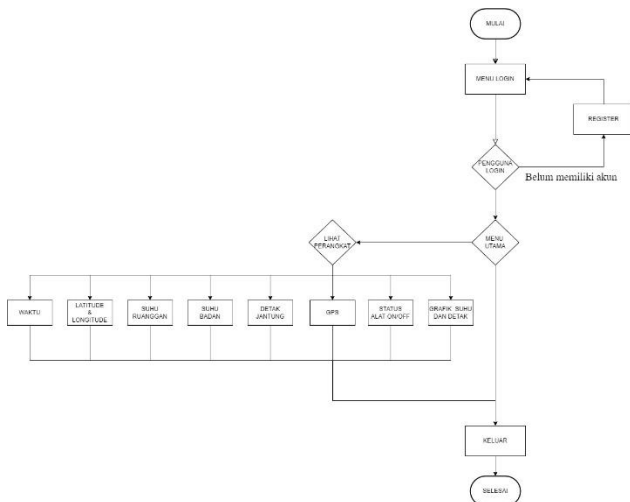 MULAI
MENU LOGIN
REGISTER
PENGGUNA
LOGIN
Belum memiliki akun
LIHAT
PERANGKAT
MENU
UTAMA
WAKTU
LATITUDE
&
LONGITUDE
SUHU
RUANGGAN
SUHU
BADAN
DETAK
JANTUNG
GPS
STATUS
ALAT ON/OFF
GRAFIK SUHU
DAN DETAK
KELUAR
SELESAI